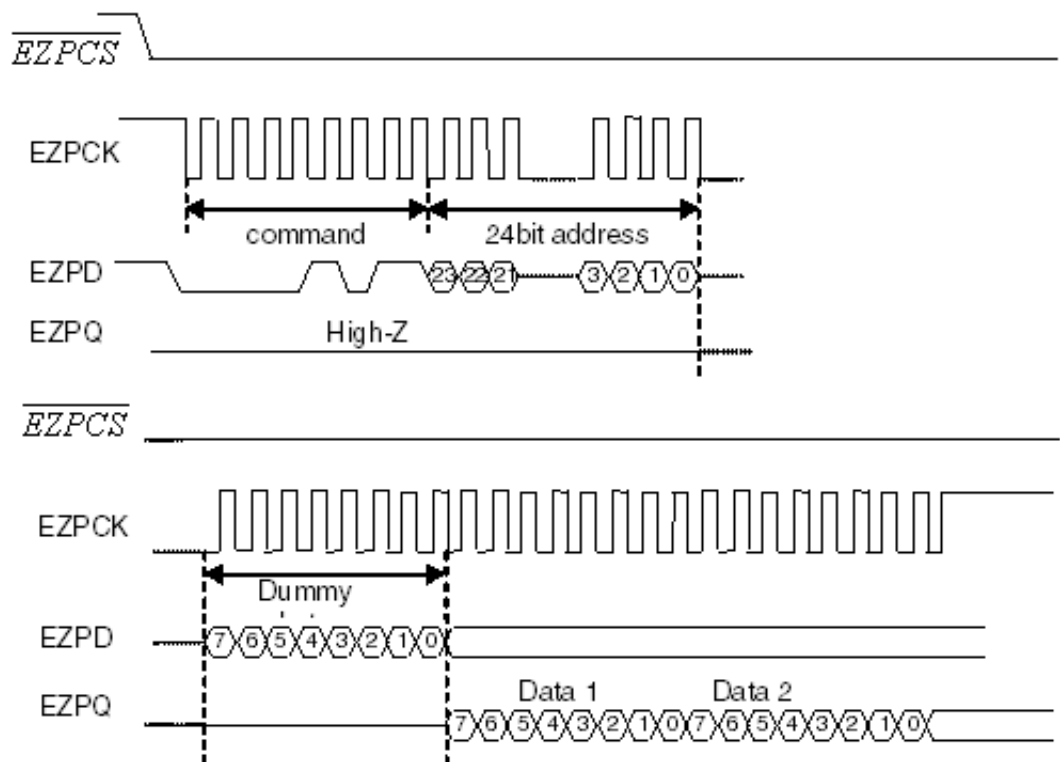 EZPCS
EZPCK
command 24bit address
EZPD 23 22 21 3 2 1 0
EZPQ High-Z
EZPCS
EZPCK
Dummy
EZPD 7 6 5 4 3 2 1 0
EZPQ Data 1 Data 2
7 6 5 4 3 2 1 0 7 6 5 4 3 2 1 0